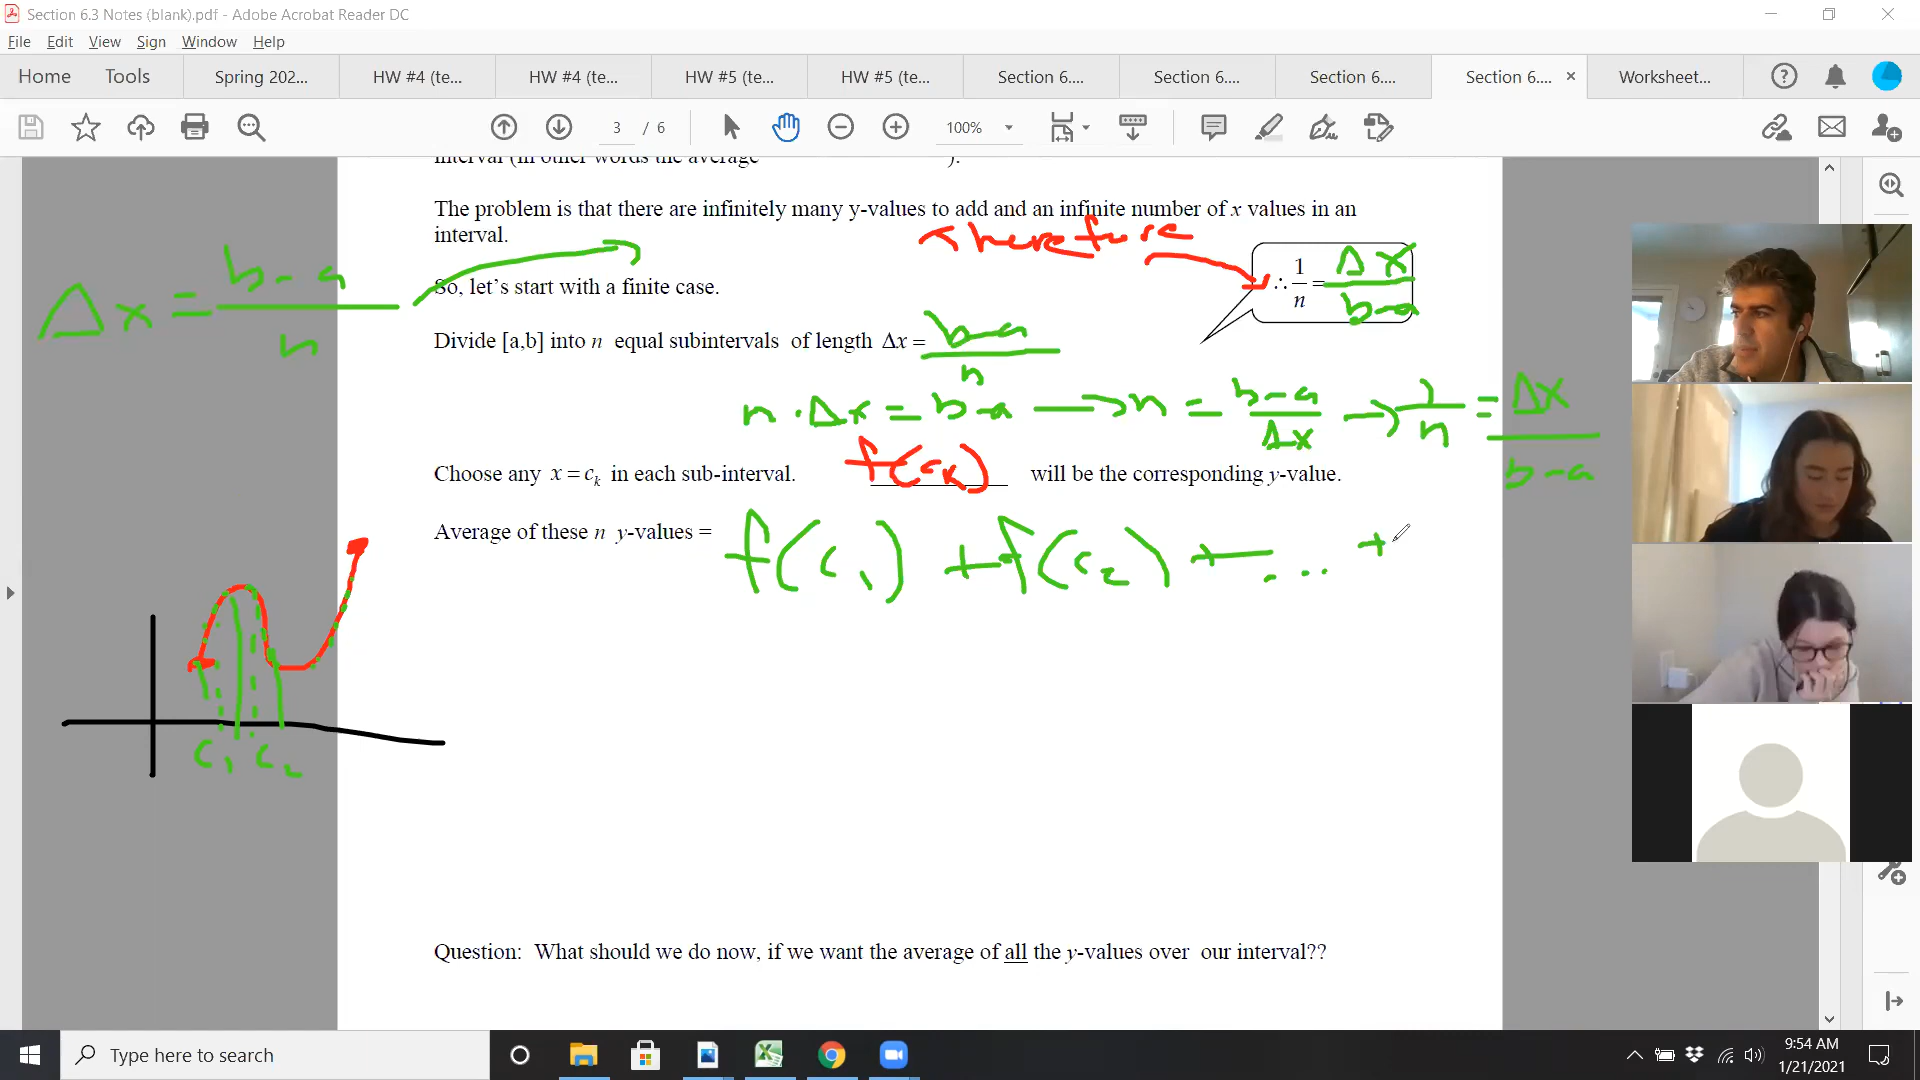 Section 6.3 Notes (blank).pdf - Adobe Acrobat Reader DC
File Edit View Sign Window Help
Home Tools Spring 202... HW #4 (te... HW #4 (te... HW #5 (te... HW #5 (te... Section 6.... Section 6.... Section 6.... Section 6.... × Worksheet...
3 / 6 100%
interval (in other words the average ).
The problem is that there are infinitely many y-values to add and an infinite number of x values in an
interval.
therefore
Δx = b-a / n
∴ 1/n = Δx / b-a
So, let's start with a finite case.
Divide [a,b] into n equal subintervals of length Δx = b-a / n
n · Δx = b-a → n = b-a / Δx → 1/n = Δx / b-a
Choose any x = c_k in each sub-interval. f(c_k) will be the corresponding y-value.
Average of these n y-values = f(c_1) + f(c_2) + ... +
c_1 c_2
Question: What should we do now, if we want the average of all the y-values over our interval??
Type here to search
9:54 AM
1/21/2021